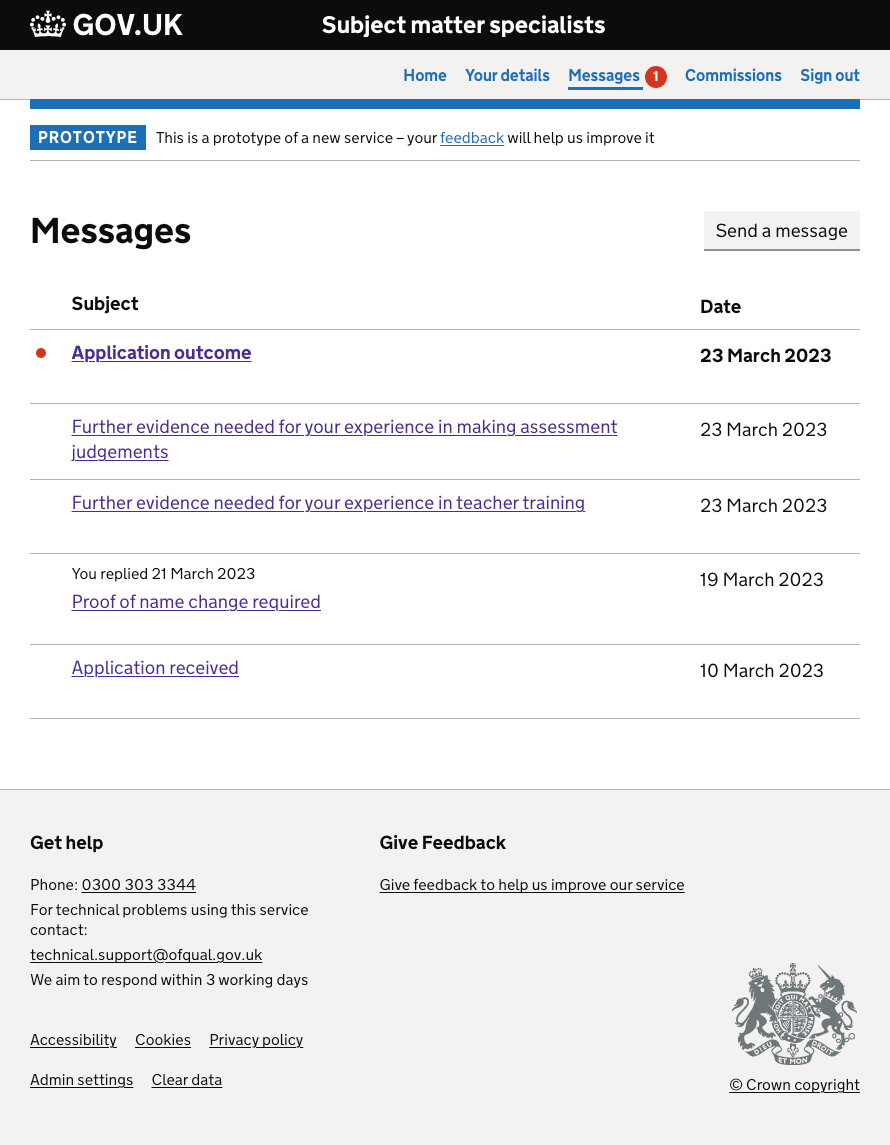 GOV.UK
Subject matter specialists
Home Your details Messages 1 Commissions Sign out
PROTOTYPE This is a prototype of a new service – your feedback will help us improve it
Messages
Send a message
Subject Date
Application outcome 23 March 2023
Further evidence needed for your experience in making assessment
judgements
23 March 2023
Further evidence needed for your experience in teacher training 23 March 2023
You replied 21 March 2023
Proof of name change required
19 March 2023
Application received 10 March 2023
Get help
Phone: 0300 303 3344
For technical problems using this service
contact:
technical.support@ofqual.gov.uk
We aim to respond within 3 working days
Give Feedback
Give feedback to help us improve our service
Accessibility Cookies Privacy policy
Admin settings Clear data
DIEU ET MON DROIT
© Crown copyright